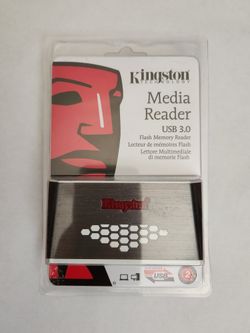 Kingston
TECHNOLOGY
Media
Reader
USB 3.0
Flash Memory Reader
Lecteur de mémoires Flash
Lettore Multimediale
di memorie Flash
Kingston
USB
2